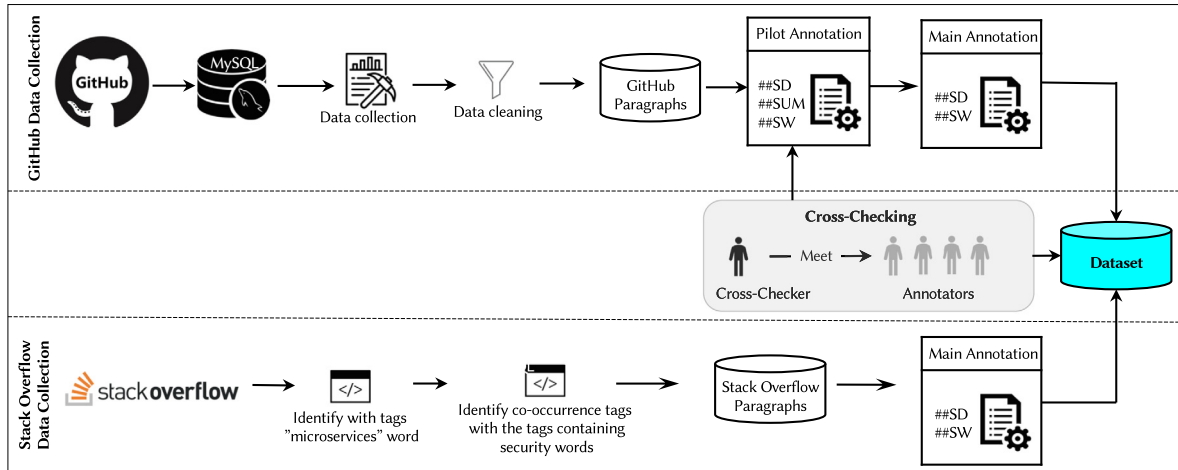 GitHub Data Collection
GitHub
MySQL
Data collection
Data cleaning
GitHub
Paragraphs
Pilot Annotation
##SD
##SUM
##SW
Main Annotation
##SD
##SW
Cross-Checking
Meet
Cross-Checker
Annotators
Dataset
Stack Overflow
Data Collection
stackoverflow
</>
Identify with tags
"microservices" word
</>
Identify co-occurrence tags
with the tags containing
security words
Stack Overflow
Paragraphs
Main Annotation
##SD
##SW